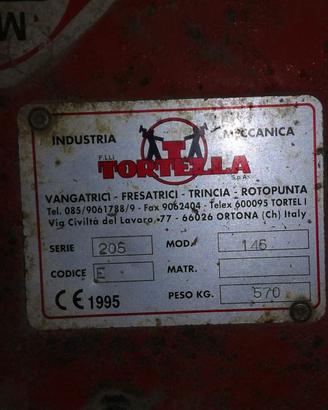 M
INDUSTRIA MECCANICA
F.LLI
T
TORTELLA S.p.A.
VANGATRICI - FRESATRICI - TRINCIA - ROTOPUNTA
Tel. 085/9061788/9 - Fax 9062404 - Telex 600095 TORTEL I
Via Civiltà del Lavoro, 77 - 66026 ORTONA (Ch) Italy
SERIE 205 MOD. 145
CODICE E MATR.
CE 1995 PESO KG. 570